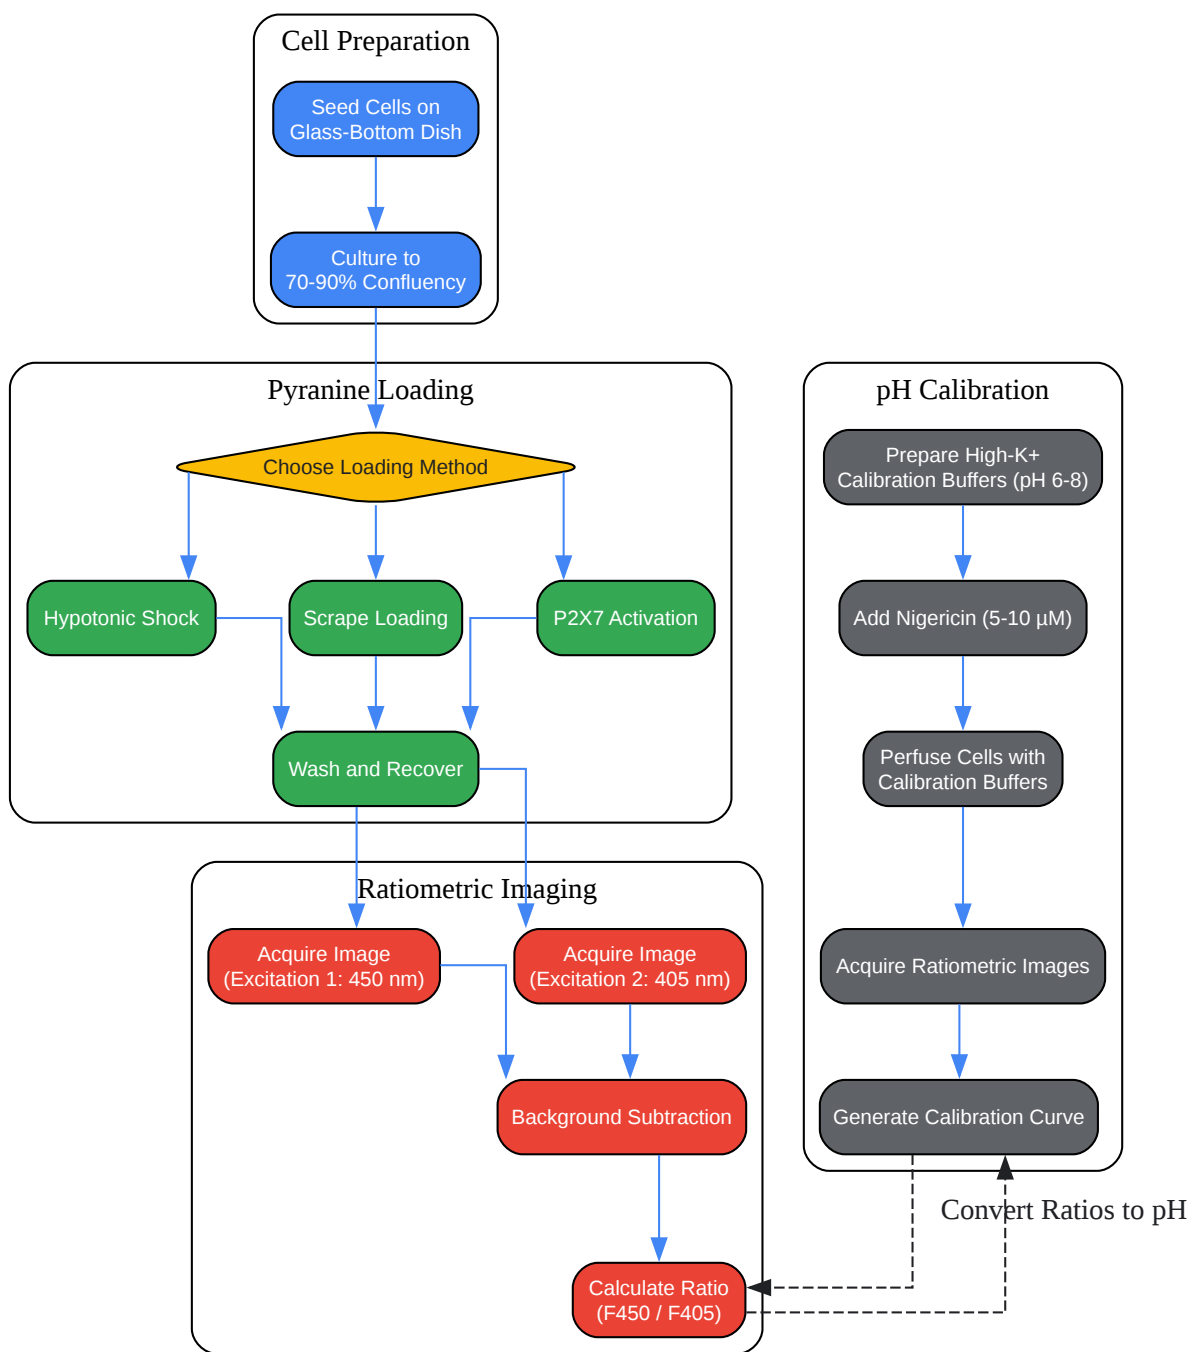 Cell Preparation
Seed Cells on
Glass-Bottom Dish
Culture to
70-90% Confluency
Pyranine Loading
Choose Loading Method
Hypotonic Shock
Scrape Loading
P2X7 Activation
Wash and Recover
Ratiometric Imaging
Acquire Image
(Excitation 1: 450 nm)
Acquire Image
(Excitation 2: 405 nm)
Background Subtraction
Calculate Ratio
(F450 / F405)
pH Calibration
Prepare High-K+
Calibration Buffers (pH 6-8)
Add Nigericin (5-10 µM)
Perfuse Cells with
Calibration Buffers
Acquire Ratiometric Images
Generate Calibration Curve
Convert Ratios to pH